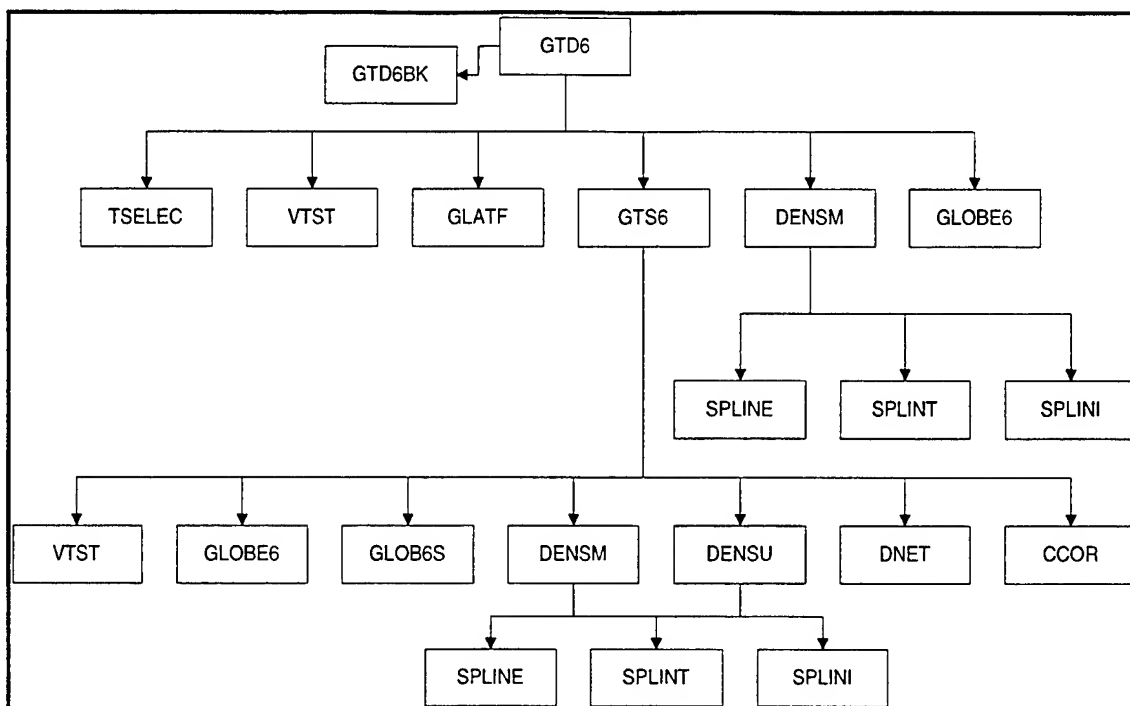 GTD6
GTD6BK
TSELEC
VTST
GLATF
GTS6
DENSM
GLOBE6
SPLINE
SPLINT
SPLINI
VTST
GLOBE6
GLOB6S
DENSM
DENSU
DNET
CCOR
SPLINE
SPLINT
SPLINI